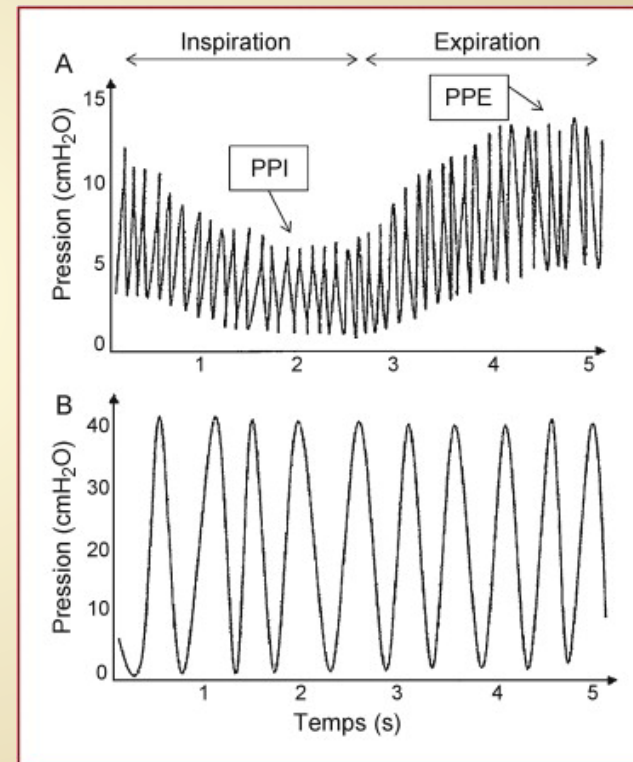 Inspiration Expiration
A
PPE
PPI
Pression (cmH₂O)
15
10
5
0
1 2 3 4 5
B
Pression (cmH₂O)
40
30
20
10
0
1 2 3 4 5
Temps (s)